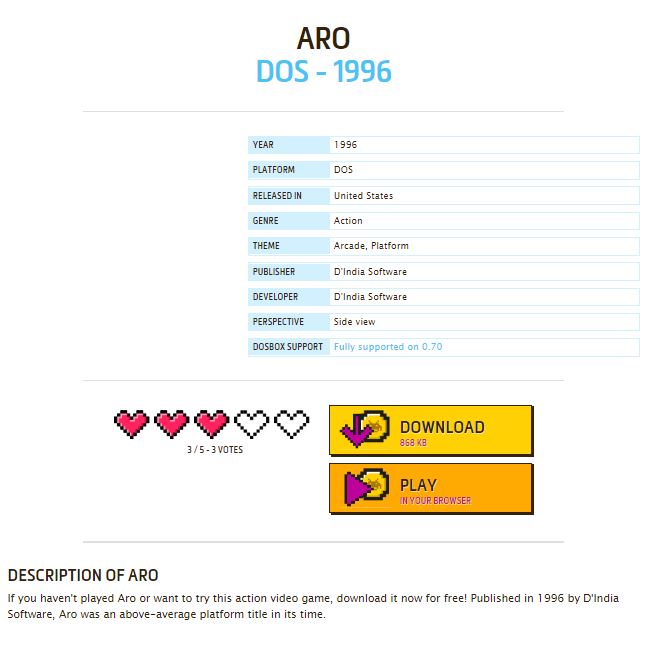 ARO
DOS - 1996
YEAR 1996
PLATFORM DOS
RELEASED IN United States
GENRE Action
THEME Arcade, Platform
PUBLISHER D'India Software
DEVELOPER D'India Software
PERSPECTIVE Side view
DOSBOX SUPPORT Fully supported on 0.70
3 / 5 - 3 VOTES
DOWNLOAD
868 KB
PLAY
IN YOUR BROWSER
DESCRIPTION OF ARO
If you haven't played Aro or want to try this action video game, download it now for free! Published in 1996 by D'India
Software, Aro was an above-average platform title in its time.